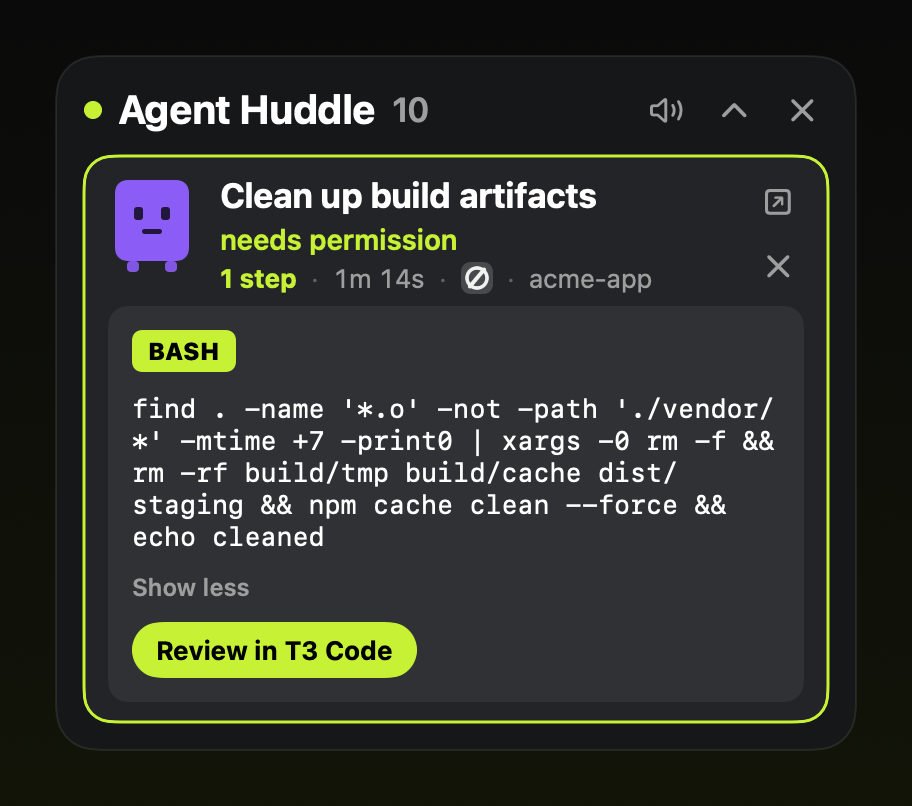 Agent Huddle 10
Clean up build artifacts
needs permission
1 step · 1m 14s · · acme-app
BASH
find . -name '*.o' -not -path './vendor/
*' -mtime +7 -print0 | xargs -0 rm -f &&
rm -rf build/tmp build/cache dist/
staging && npm cache clean --force &&
echo cleaned
Show less
Review in T3 Code